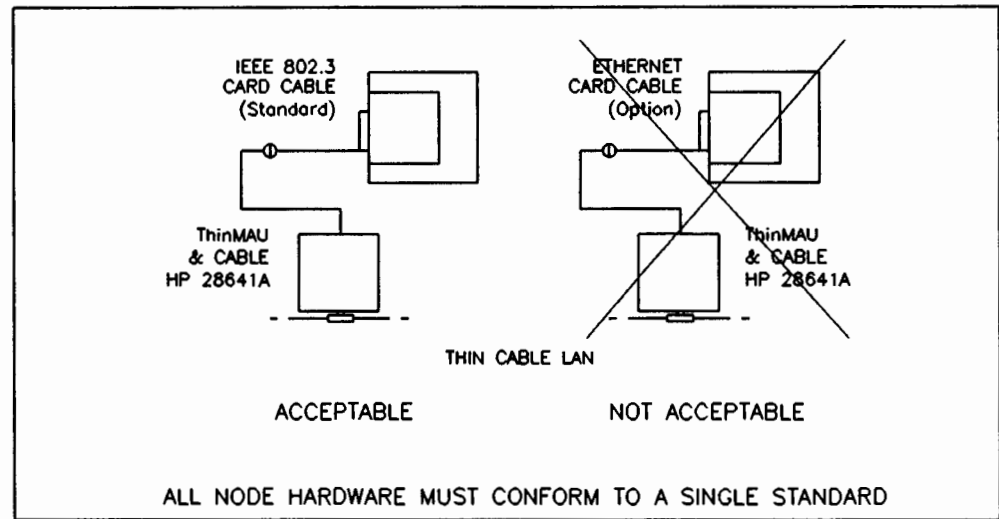 IEEE 802.3
CARD CABLE
(Standard)
ThinMAU
& CABLE
HP 28641A
ETHERNET
CARD CABLE
(Option)
ThinMAU
& CABLE
HP 28641A
THIN CABLE LAN
ACCEPTABLE
NOT ACCEPTABLE
ALL NODE HARDWARE MUST CONFORM TO A SINGLE STANDARD